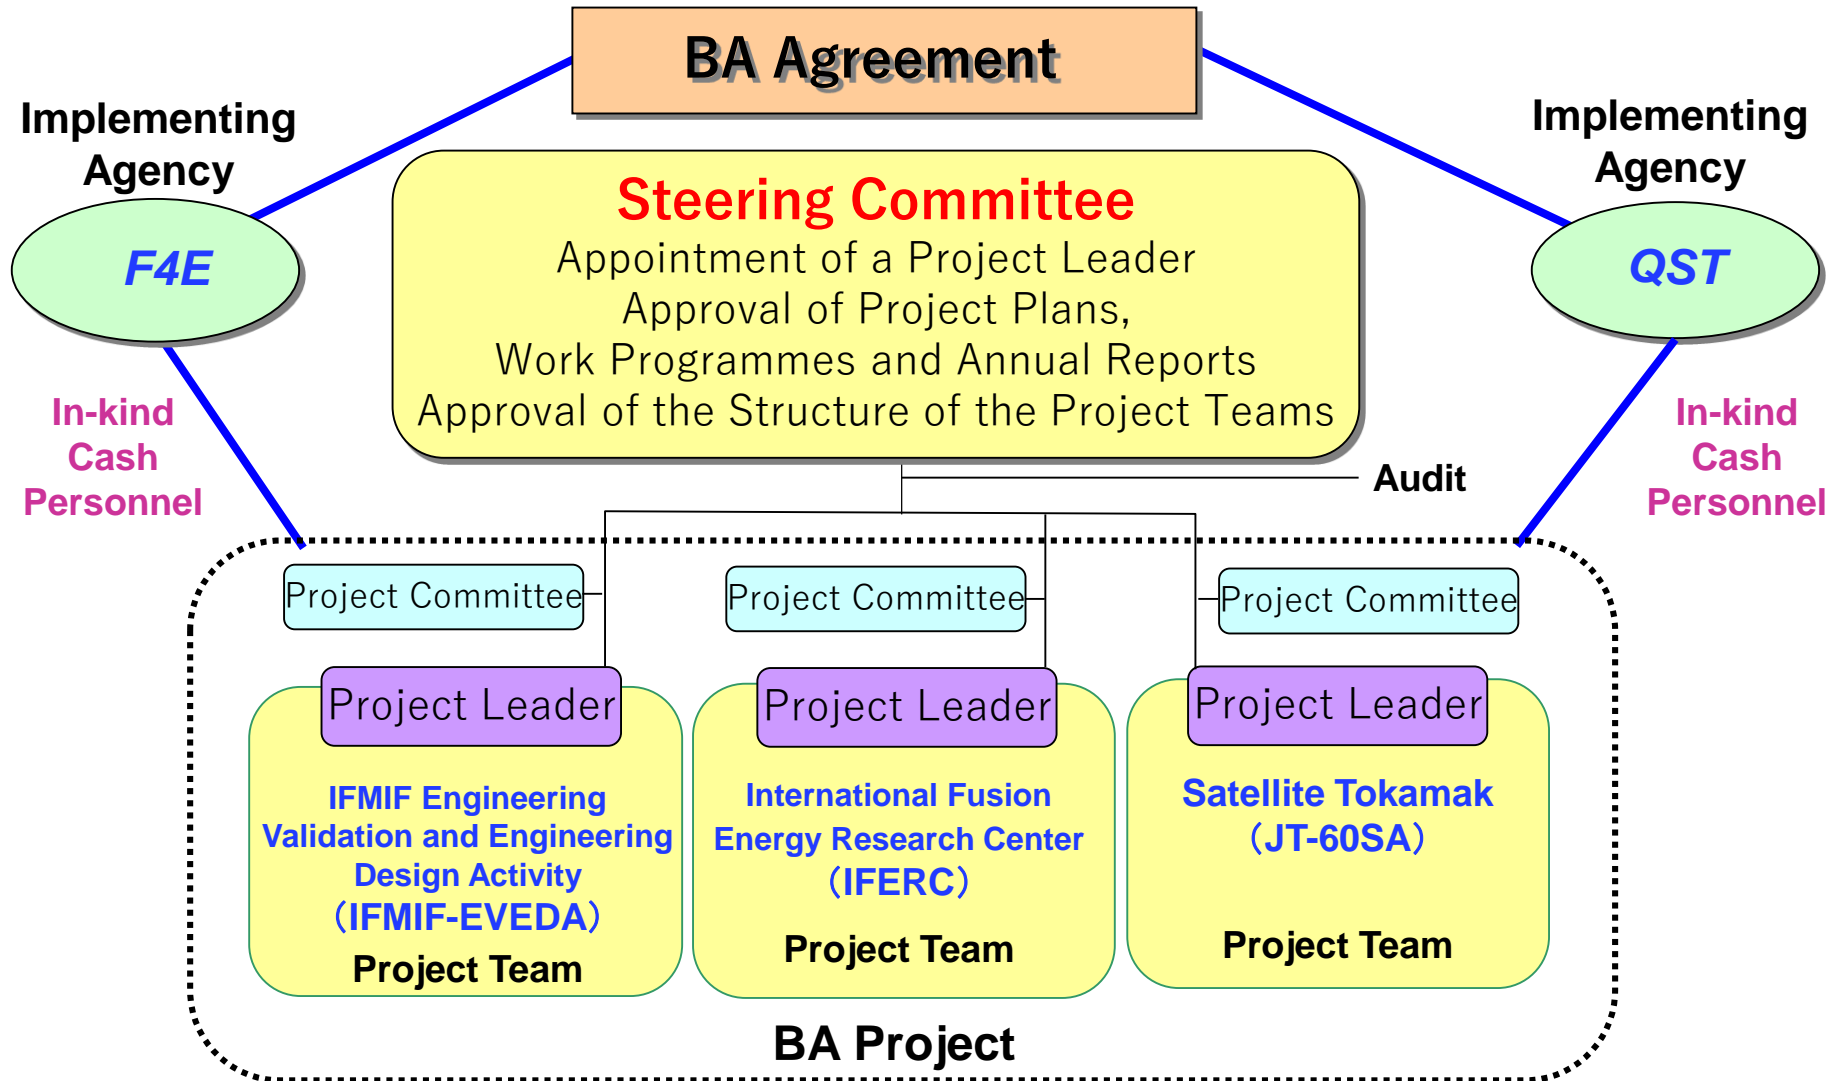 BA Agreement
Implementing
Agency
F4E
In-kind
Cash
Personnel
Implementing
Agency
QST
In-kind
Cash
Personnel
Steering Committee
Appointment of a Project Leader
Approval of Project Plans,
Work Programmes and Annual Reports
Approval of the Structure of the Project Teams
Audit
Project Committee
Project Committee
Project Committee
Project Leader
IFMIF Engineering
Validation and Engineering
Design Activity
（IFMIF-EVEDA）
Project Team
Project Leader
International Fusion
Energy Research Center
（IFERC）
Project Team
Project Leader
Satellite Tokamak
（JT-60SA）
Project Team
BA Project